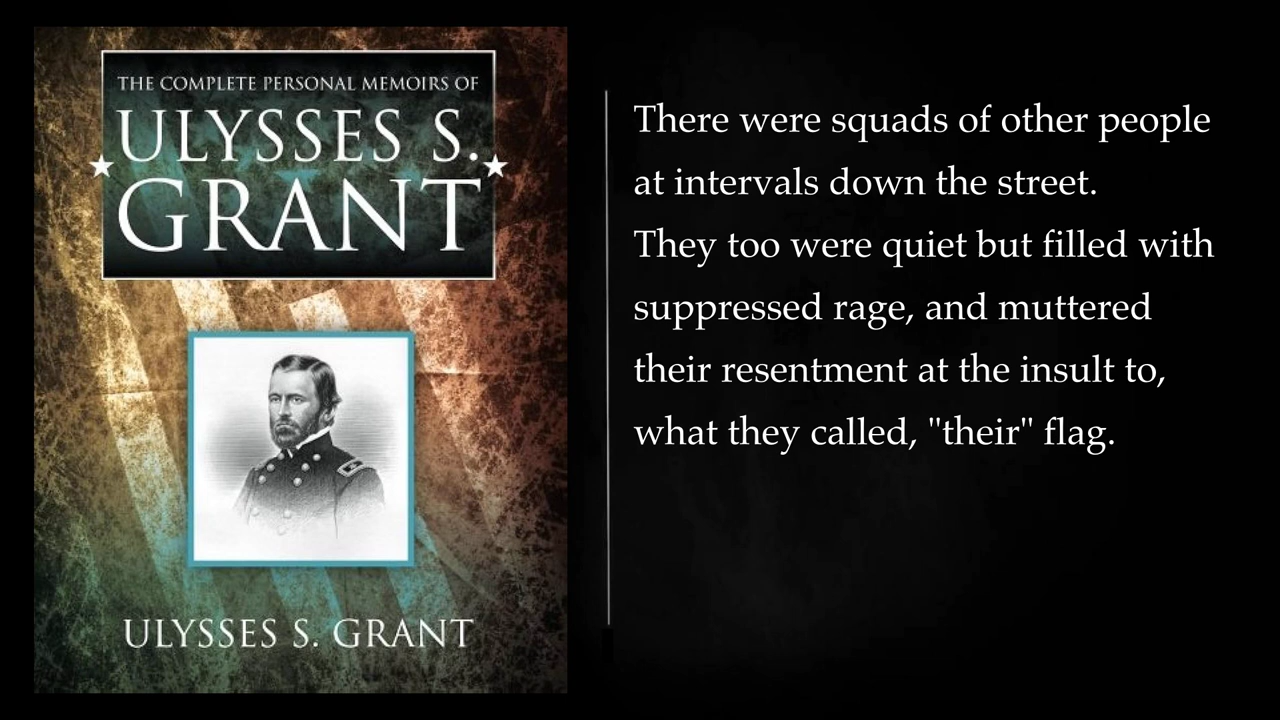 THE COMPLETE PERSONAL MEMOIRS OF
ULYSSES S.
GRANT
ULYSSES S. GRANT
There were squads of other people
at intervals down the street.
They too were quiet but filled with
suppressed rage, and muttered
their resentment at the insult to,
what they called, "their" flag.